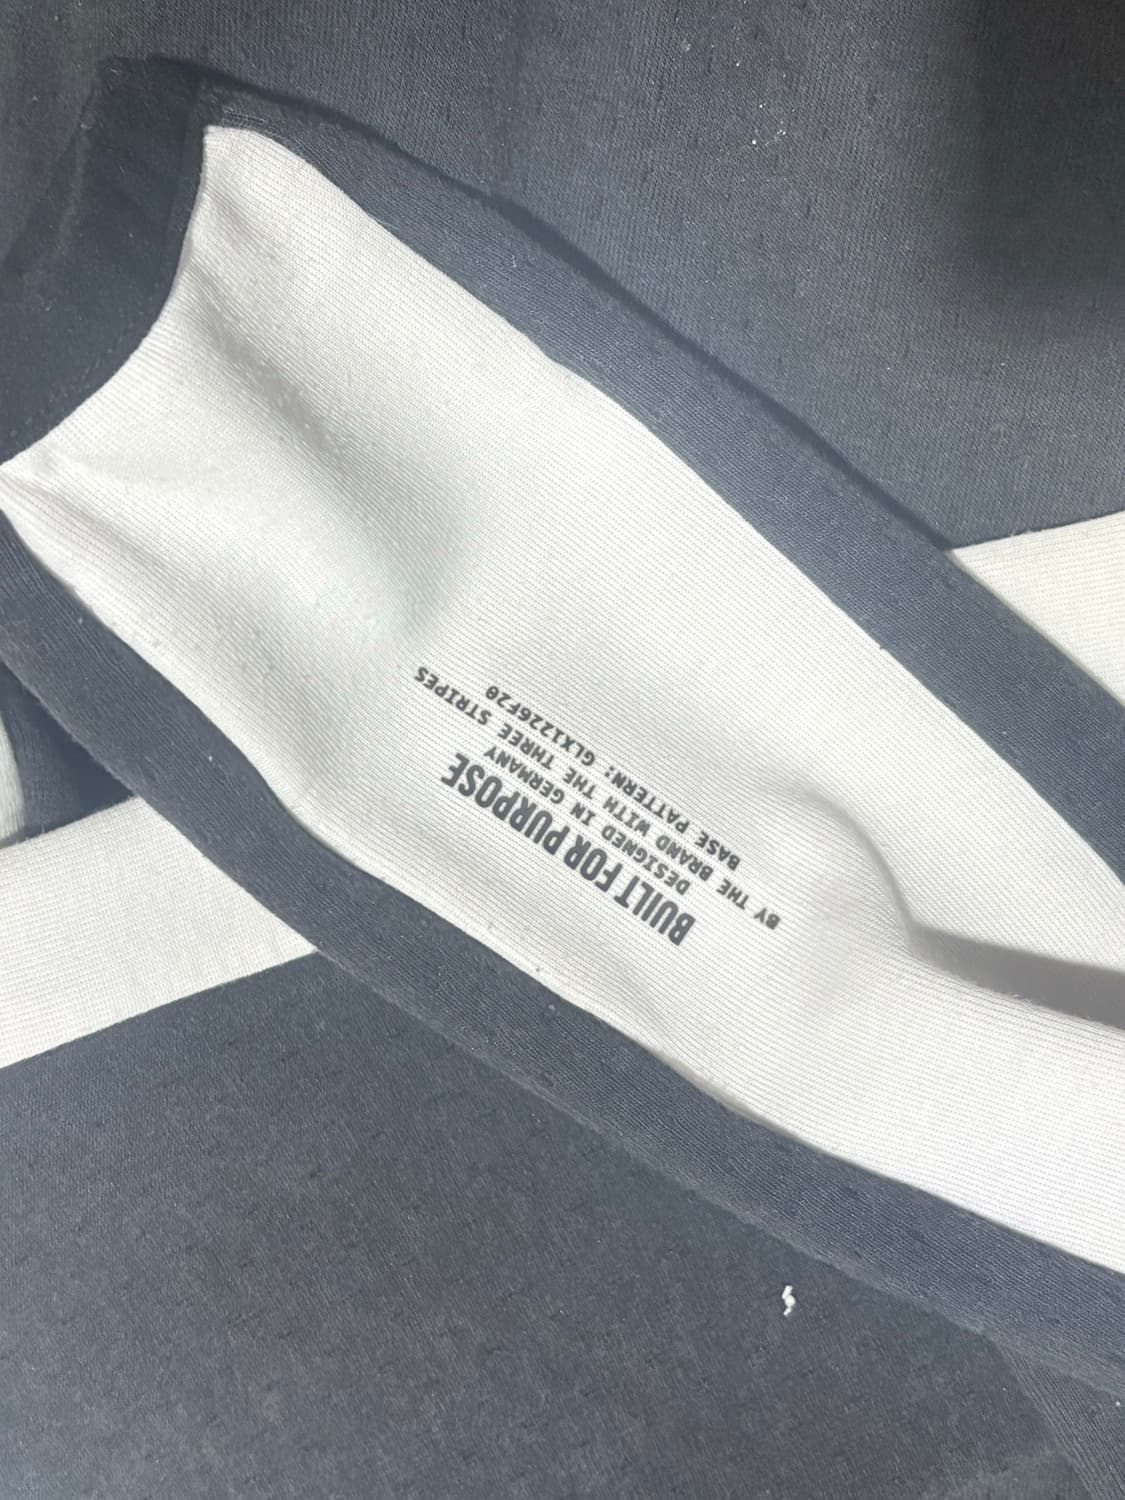 BUILT FOR PURPOSE
DESIGNED IN GERMANY
BY THE BRAND WITH THE THREE STRIPES
BASE PATTERN: GLX1226F20